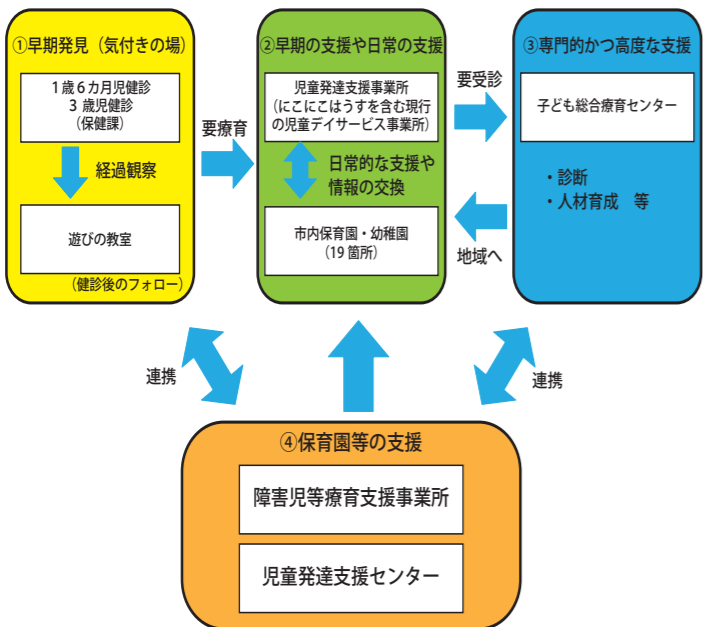 ①早期発見（気付きの場）
１歳６カ月児健診
３ 歳児健診
（保健課）
経過観察
遊びの教室
（健診後のフォロー）
要療育
②早期の支援や日常の支援
児童発達支援事業所
（にこにこはうすを含む現行
の児童デイサービス事業所）
日常的な支援や
情報の交換
市内保育園・幼稚園
（19 箇所）
要受診
地域へ
③専門的かつ高度な支援
子ども総合療育センター
・診断
・人材育成　等
連携
連携
④保育園等の支援
障害児等療育支援事業所
児童発達支援センター